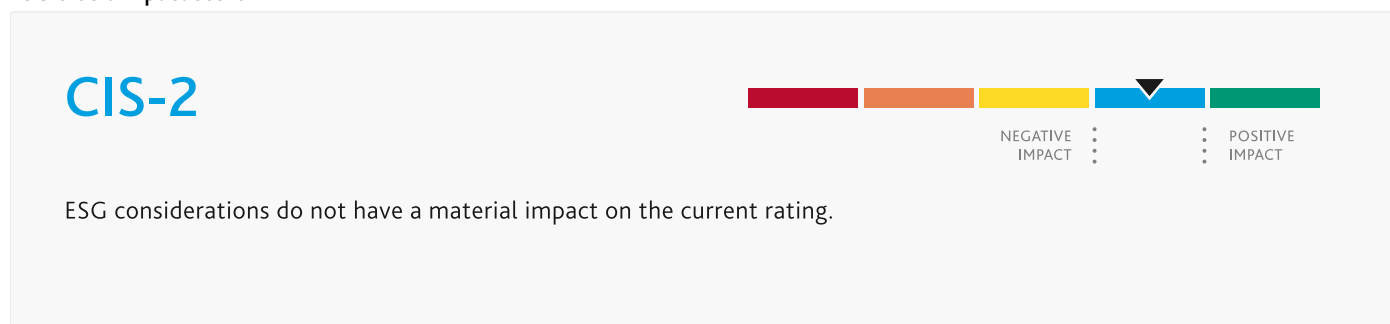 CIS-2
NEGATIVE
IMPACT
POSITIVE
IMPACT
ESG considerations do not have a material impact on the current rating.